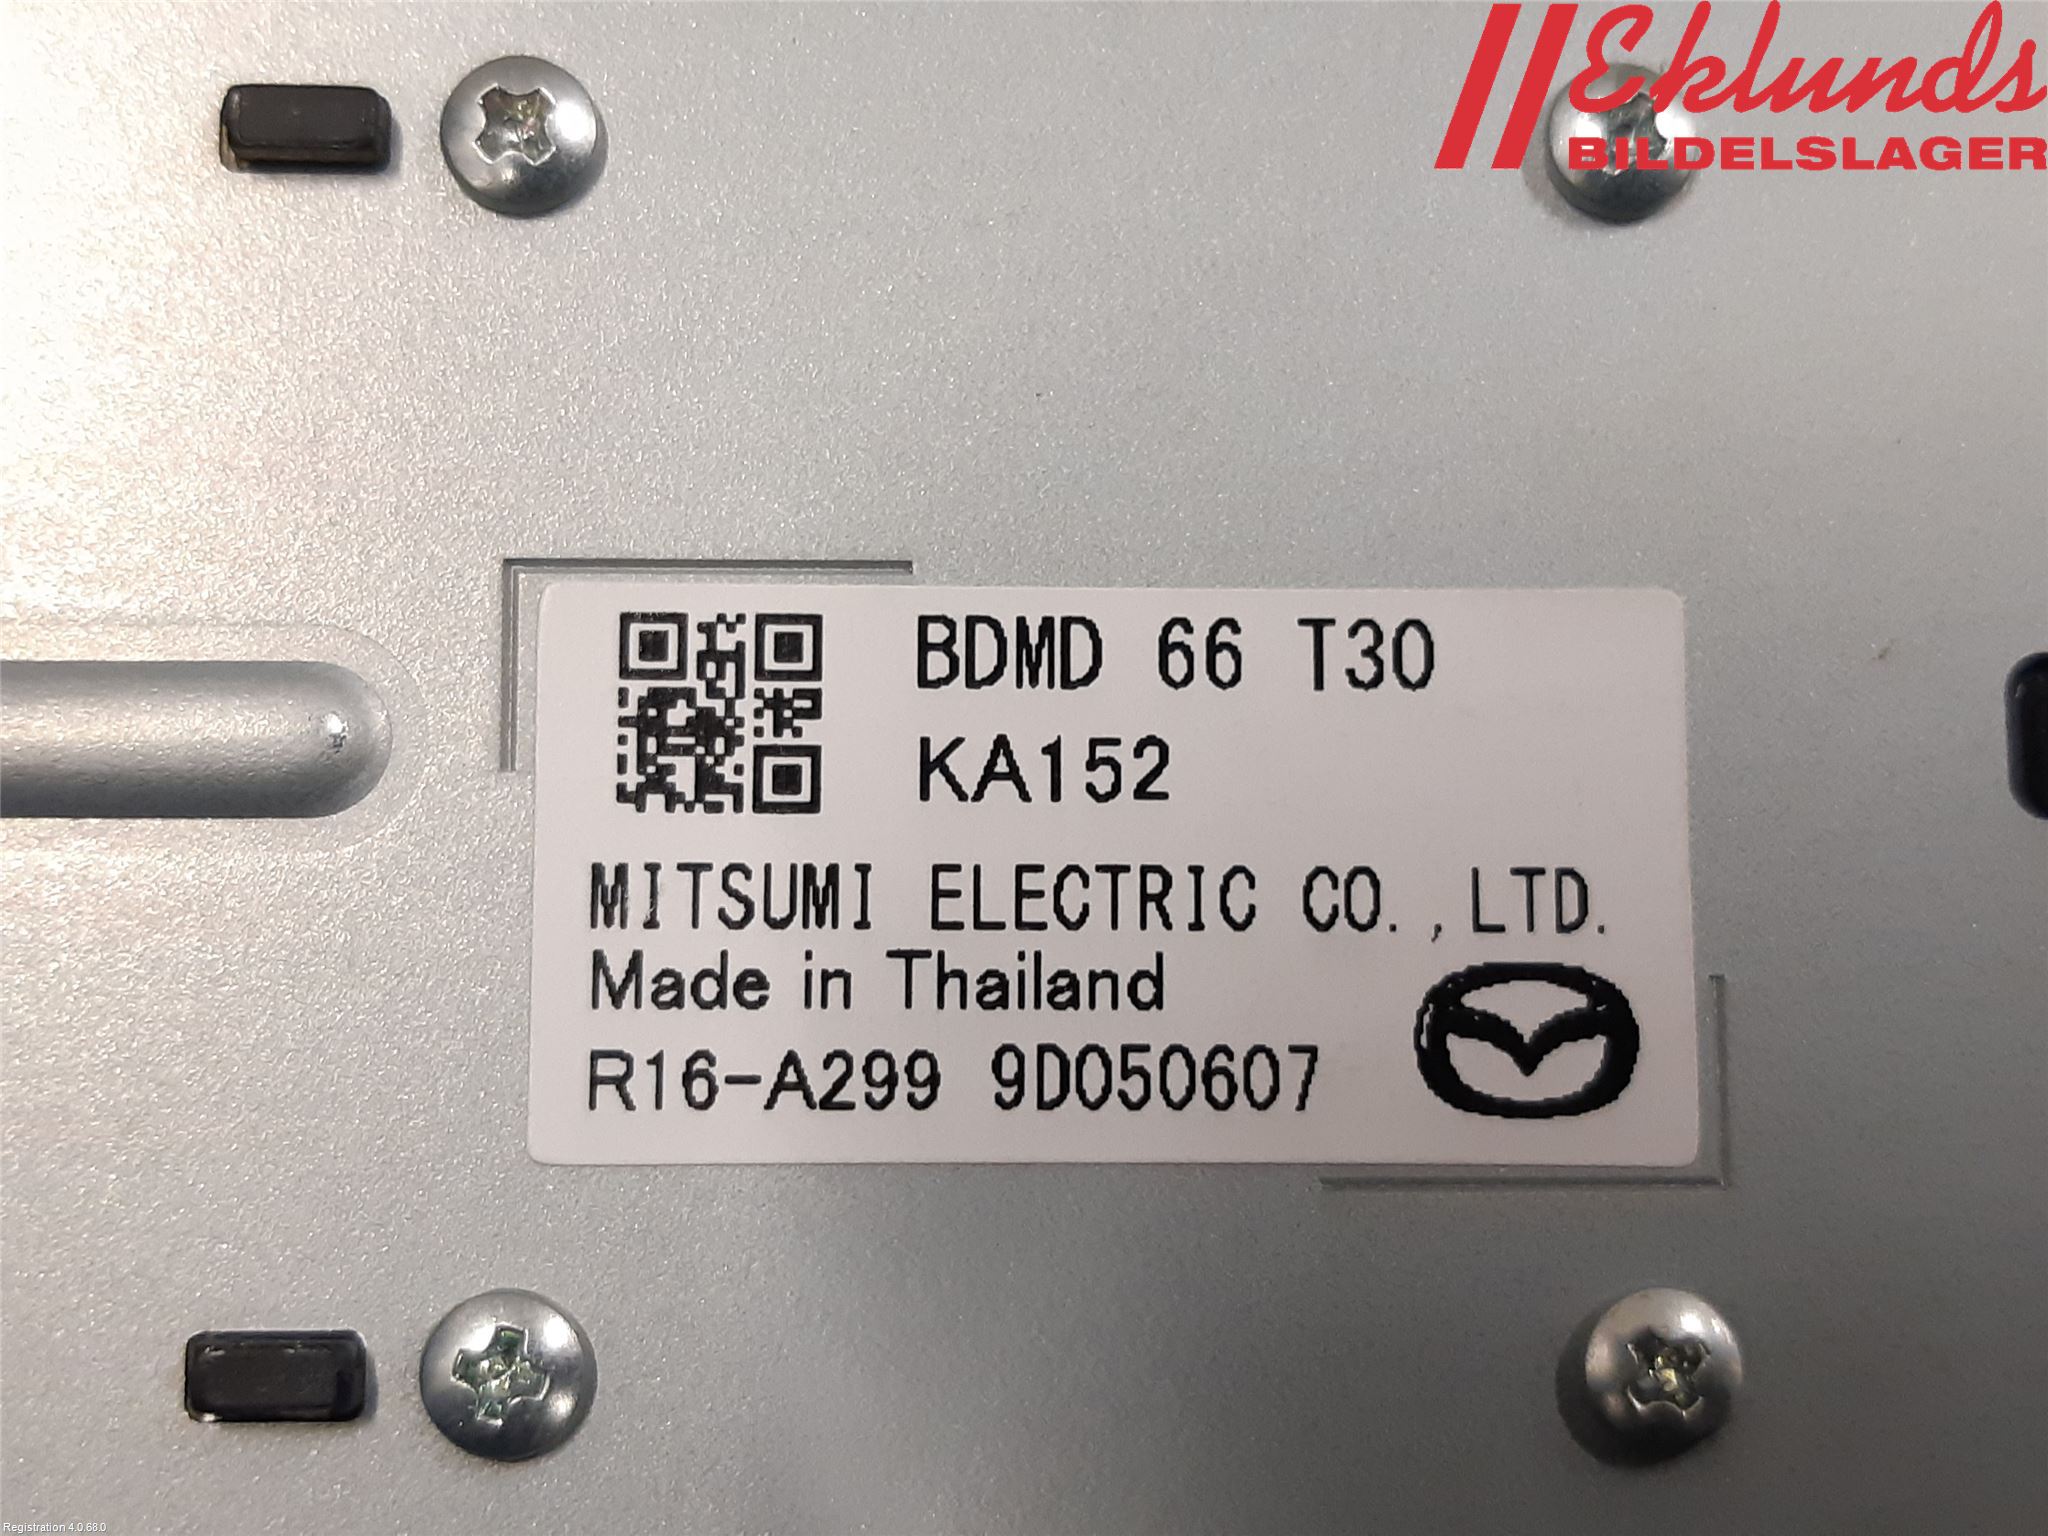 Eklunds
BILDELSLAGER
BDMD 66 T30
KA152
MITSUMI ELECTRIC CO.,LTD.
Made in Thailand
R16-A299 9D050607
Registration 4.0.68.0